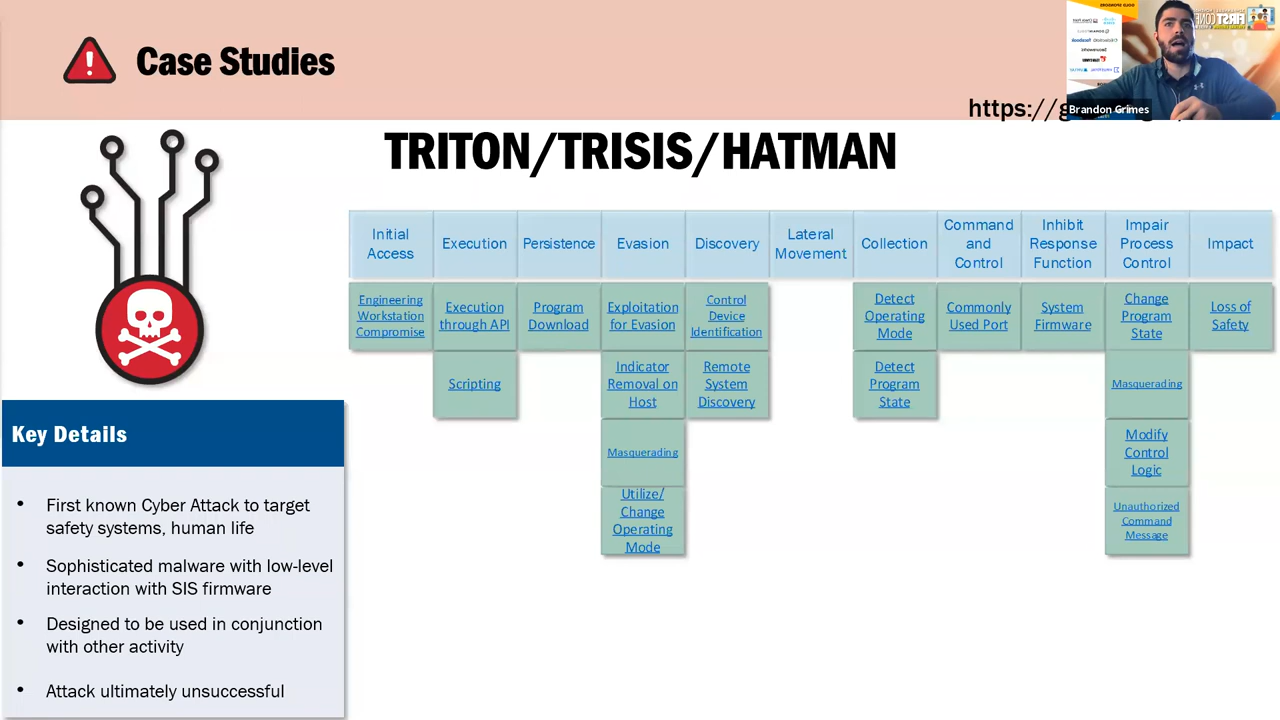 Case Studies
https://g
Brandon Grimes
TRITON/TRISIS/HATMAN
Initial
Access
Execution
Persistence
Evasion
Discovery
Lateral
Movement
Collection
Command
and
Control
Inhibit
Response
Function
Impair
Process
Control
Impact
Engineering
Workstation
Compromise
Execution
through API
Program
Download
Exploitation
for Evasion
Control
Device
Identification
Detect
Operating
Mode
Commonly
Used Port
System
Firmware
Change
Program
State
Loss of
Safety
Scripting
Indicator
Removal on
Host
Remote
System
Discovery
Detect
Program
State
Masquerading
Masquerading
Modify
Control
Logic
Utilize/
Change
Operating
Mode
Unauthorized
Command
Message
Key Details
• First known Cyber Attack to target
safety systems, human life
• Sophisticated malware with low-level
interaction with SIS firmware
• Designed to be used in conjunction
with other activity
• Attack ultimately unsuccessful